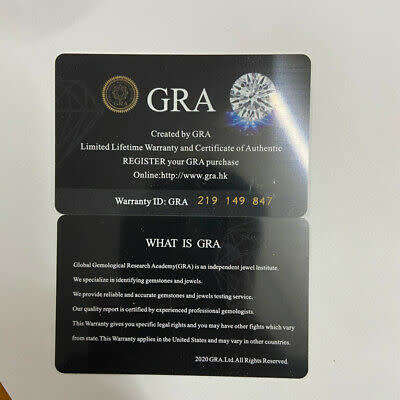 GRA
Created by GRA
Limited Lifetime Warranty and Certificate of Authentic
REGISTER your GRA purchase
Online:http://www.gra.hk
Warranty ID: GRA 219 149 847
WHAT IS GRA
Global Gemological Research Academy(GRA) is an independent jewel Institute.
We specialize in identifying gemstones and jewels.
We provide reliable and accurate gemstones and jewels testing service.
Our quality report is certified by experienced professional gemologists.
This Warranty gives you specific legal rights and you may have other fights which vary
from state.This Warranty applies in the United States and may vary in other countries.
2020 GRA.Ltd.All Rights Reserved.